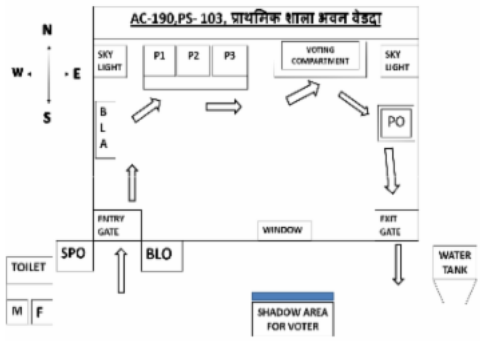 AC-190,PS- 103, प्राथमिक शाला भवन वेडदा
N
W
E
S
SKY
LIGHT
P1
P2
P3
VOTING
COMPARTMENT
SKY
LIGHT
B
L
A
PO
ENTRY
GATE
WINDOW
EXIT
GATE
SPO
BLO
TOILET
M
F
WATER
TANK
SHADOW AREA
FOR VOTER